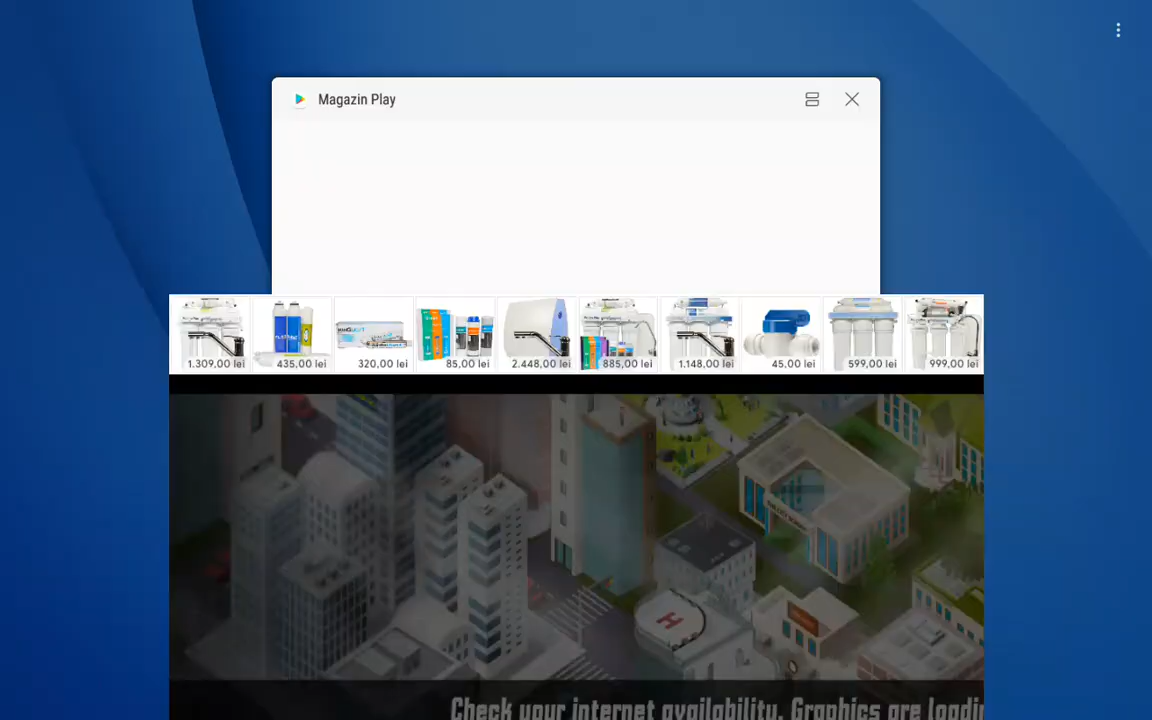 Magazin Play
1.309,00 lei
435,00 lei
320,00 lei
85,00 lei
2.448,00 lei
885,00 lei
1.148,00 lei
45,00 lei
599,00 lei
999,00 lei
H
Check your internet availability. Graphics are loadi